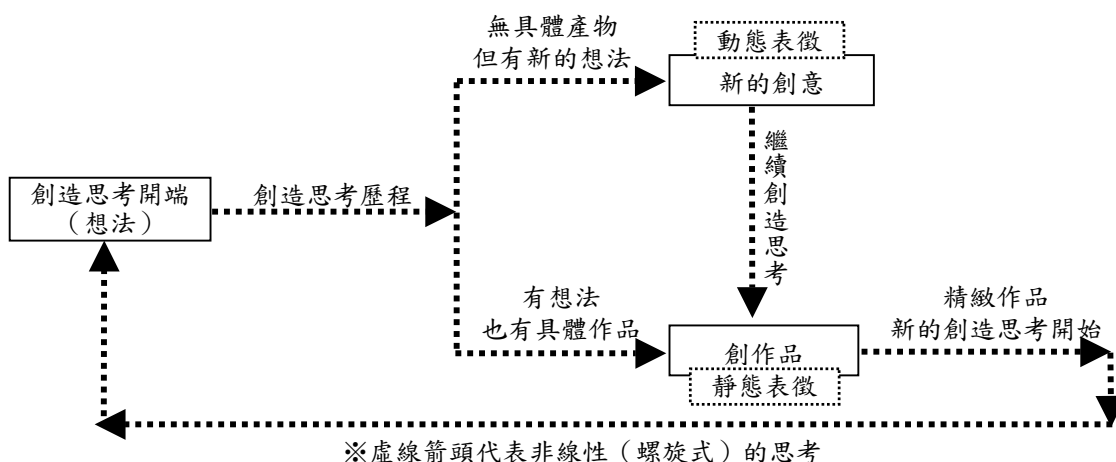 無具體產物
但有新的想法
動態表徵
新的創意
繼續創造思考
創造思考開端
（想法）
創造思考歷程
有想法
也有具體作品
創作品
靜態表徵
精緻作品
新的創造思考開始
※虛線箭頭代表非線性（螺旋式）的思考